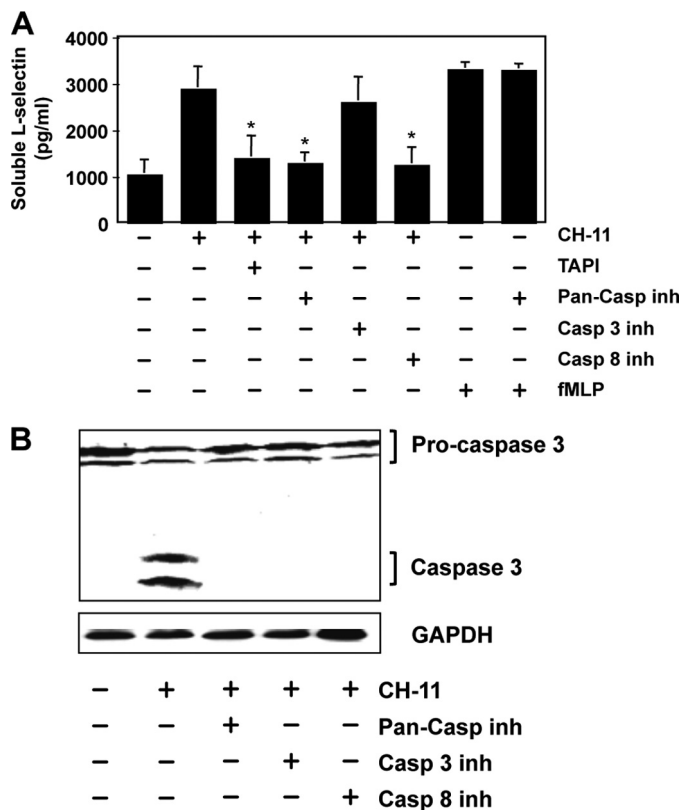 A
Soluble L-selectin
(pg/ml)
4000
3000
2000
1000
0
* * *
− + + + + + − − CH-11
− − + − − − − − TAPI
− − − + − − − + Pan-Casp inh
− − − − + − − − Casp 3 inh
− − − − − + − − Casp 8 inh
− − − − − − + + fMLP
B
Pro-caspase 3
Caspase 3
GAPDH
− + + + + CH-11
− − + − − Pan-Casp inh
− − − + − Casp 3 inh
− − − − + Casp 8 inh